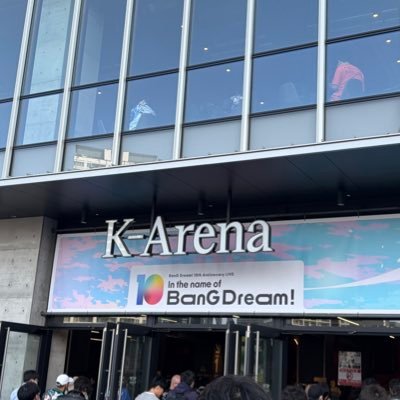 K-Arena
BanG Dream! 10th Anniversary LIVE
10
In the name of
BanG Dream!